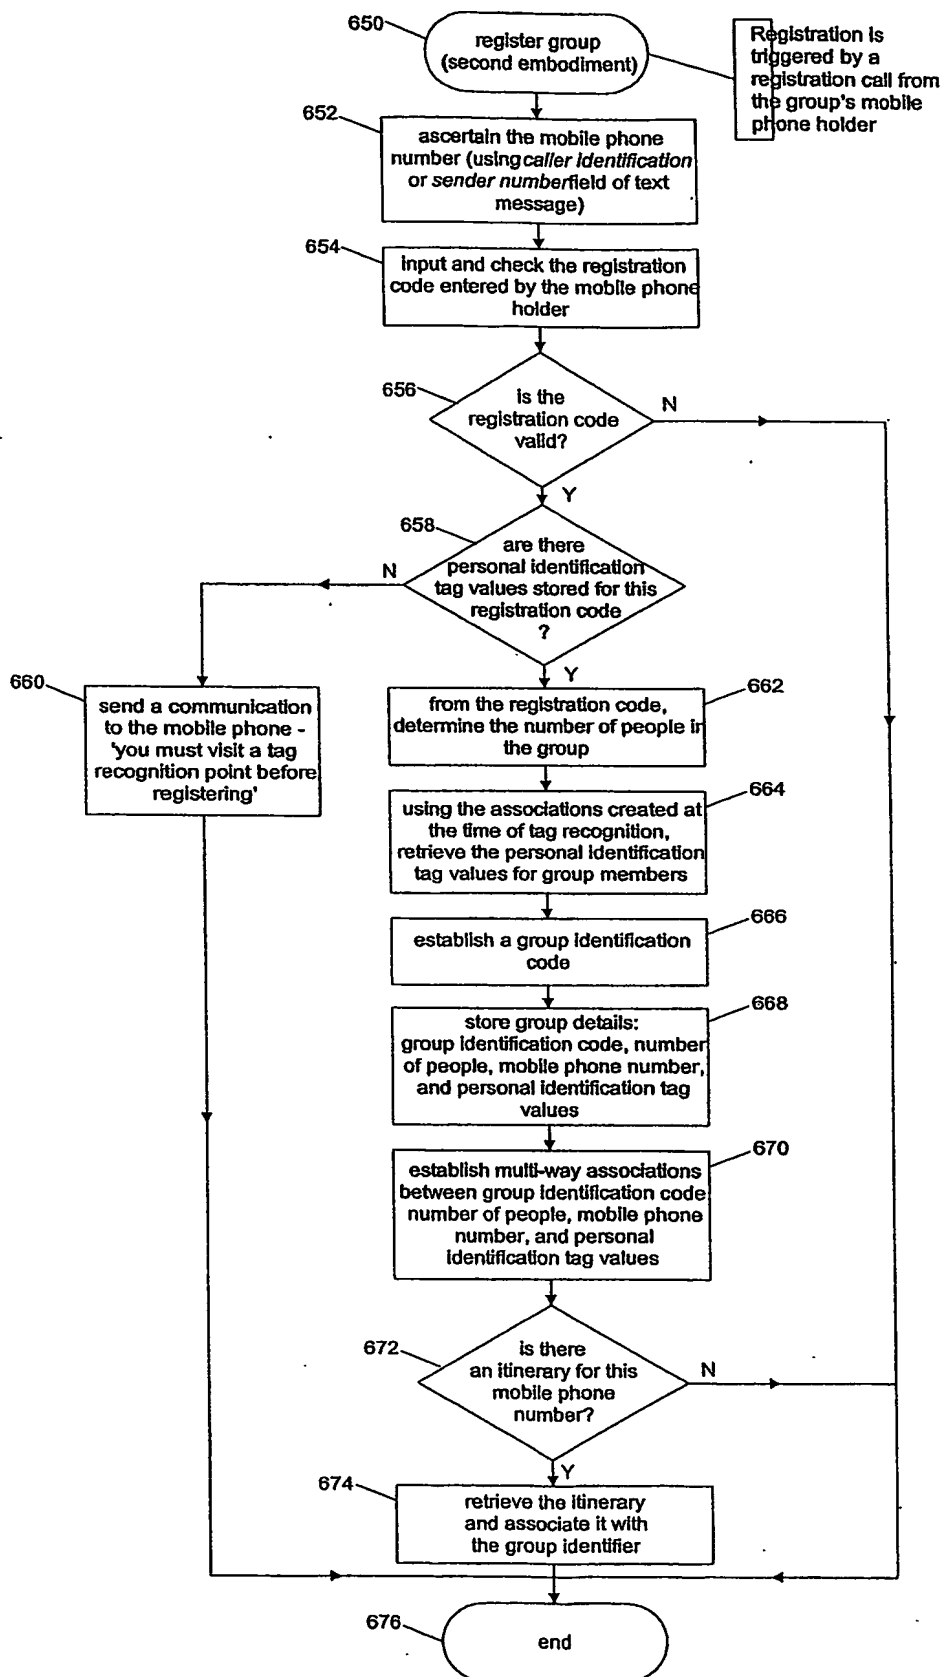 650
register group
(second embodiment)
Registration is
triggered by a
registration call from
the group's mobile
phone holder
652
ascertain the mobile phone
number (using caller identification
or sender number field of text
message)
654
input and check the registration
code entered by the mobile phone
holder
656
is the
registration code
valid?
N
Y
658
are there
personal identification
tag values stored for this
registration code
?
N
Y
660
send a communication
to the mobile phone -
'you must visit a tag
recognition point before
registering'
662
from the registration code,
determine the number of people in
the group
664
using the associations created at
the time of tag recognition,
retrieve the personal identification
tag values for group members
666
establish a group identification
code
668
store group details:
group identification code, number
of people, mobile phone number,
and personal identification tag
values
670
establish multi-way associations
between group identification code
number of people, mobile phone
number, and personal
identification tag values
672
is there
an itinerary for this
mobile phone
number?
N
Y
674
retrieve the itinerary
and associate it with
the group identifier
676
end